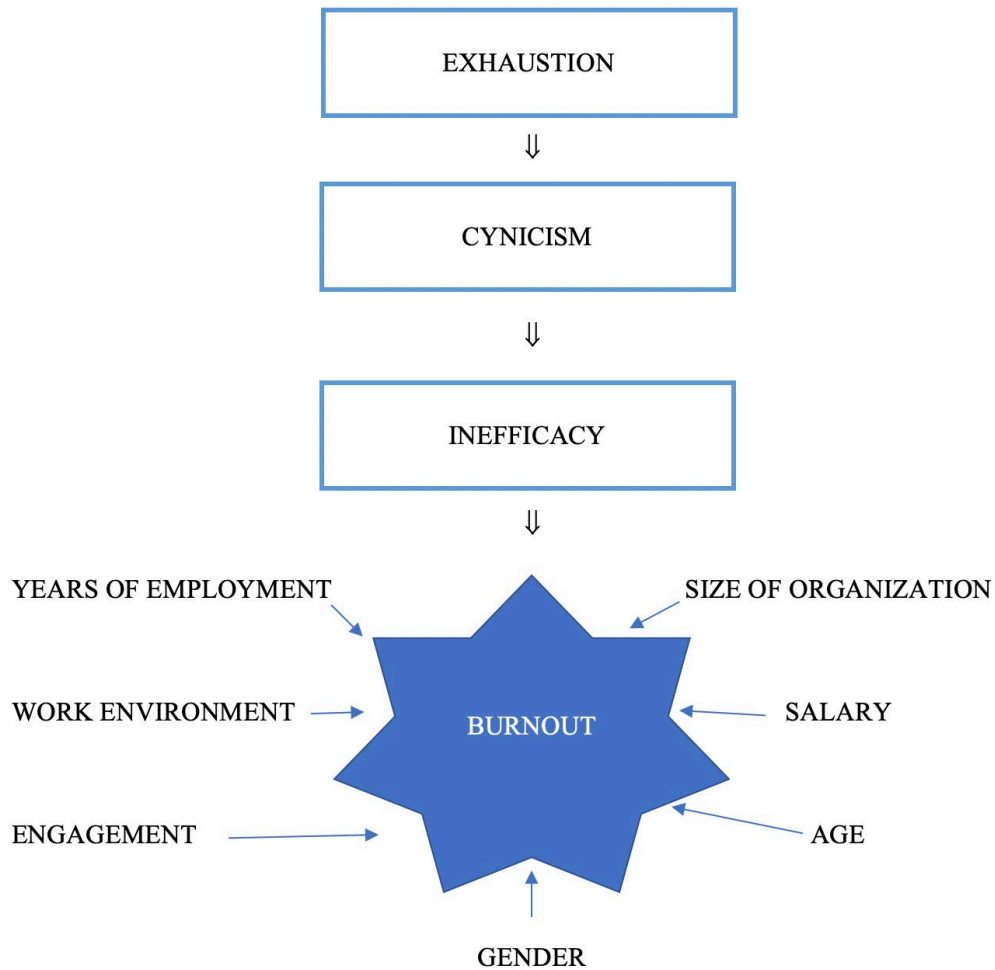 EXHAUSTION
⇓
CYNICISM
⇓
INEFFICACY
⇓
YEARS OF EMPLOYMENT
SIZE OF ORGANIZATION
WORK ENVIRONMENT
BURNOUT
SALARY
ENGAGEMENT
AGE
GENDER